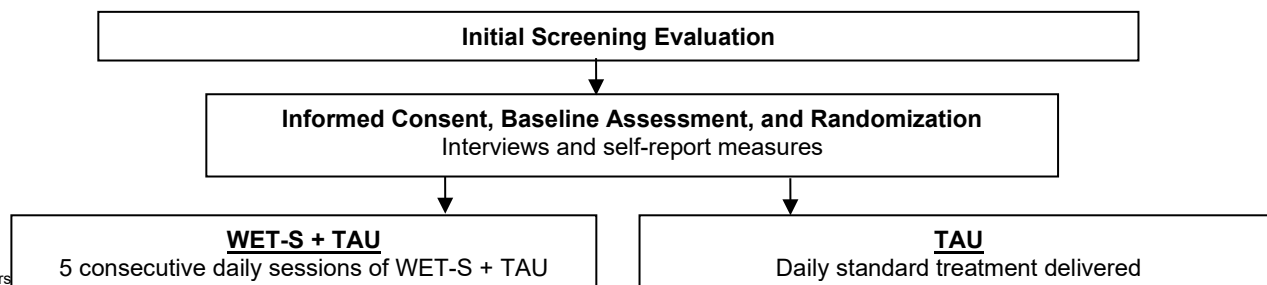 Initial Screening Evaluation
Informed Consent, Baseline Assessment, and Randomization
Interviews and self-report measures
WET-S + TAU
5 consecutive daily sessions of WET-S + TAU
TAU
Daily standard treatment delivered
rs